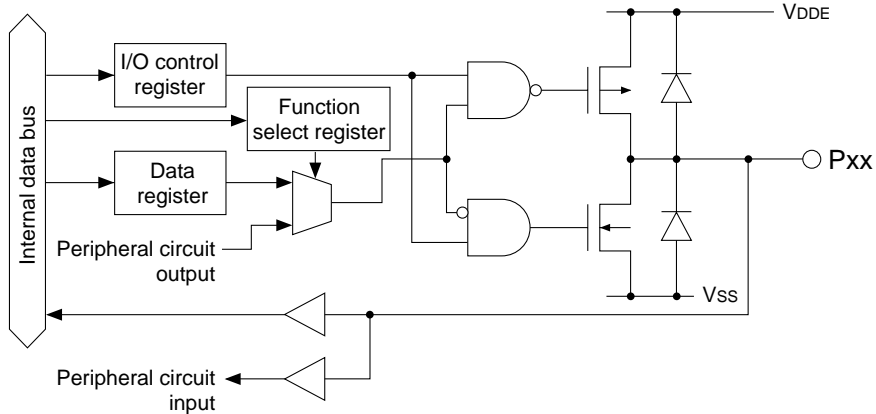 VDDE
I/O control
register
Function
select register
Internal data bus
Data
register
Pxx
Peripheral circuit
output
VSS
Peripheral circuit
input